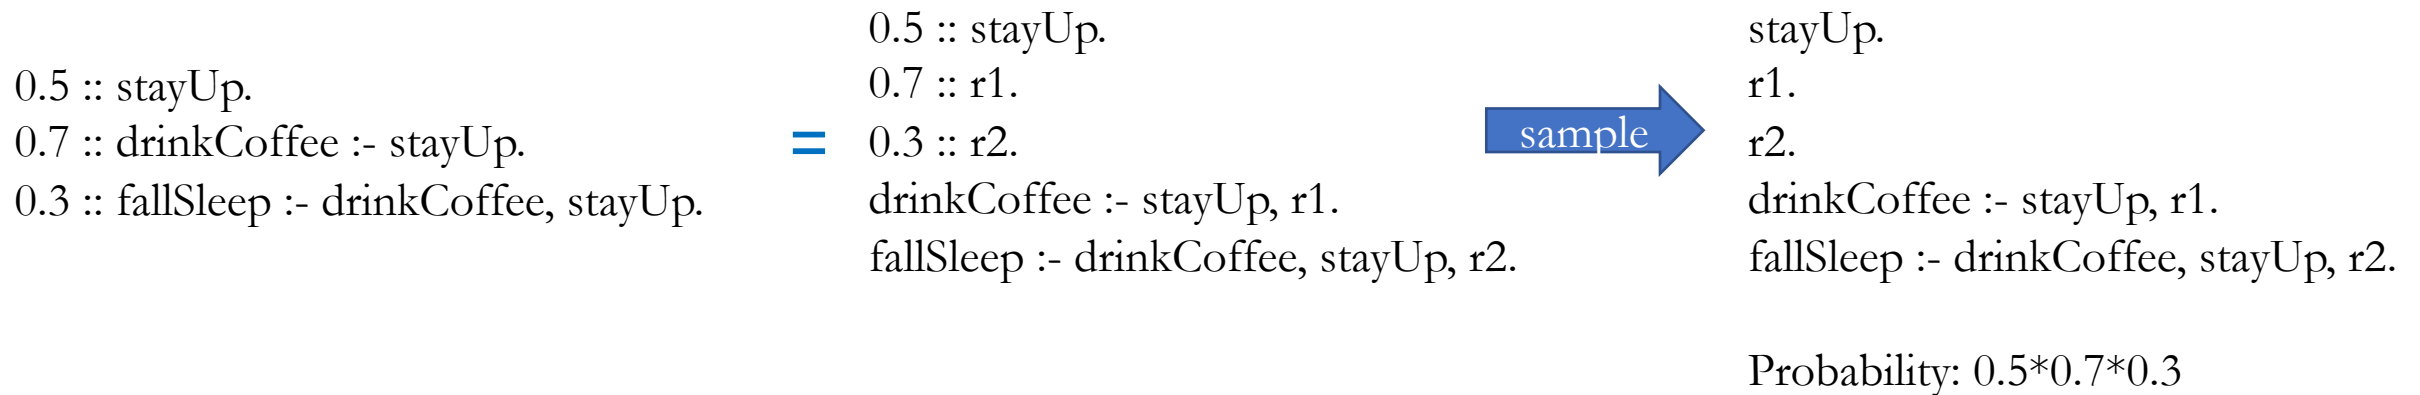 0.5 :: stayUp.
0.7 :: drinkCoffee :- stayUp.
0.3 :: fallSleep :- drinkCoffee, stayUp.
=
0.5 :: stayUp.
0.7 :: r1.
0.3 :: r2.
drinkCoffee :- stayUp, r1.
fallSleep :- drinkCoffee, stayUp, r2.
sample
stayUp.
r1.
r2.
drinkCoffee :- stayUp, r1.
fallSleep :- drinkCoffee, stayUp, r2.
Probability: 0.5*0.7*0.3